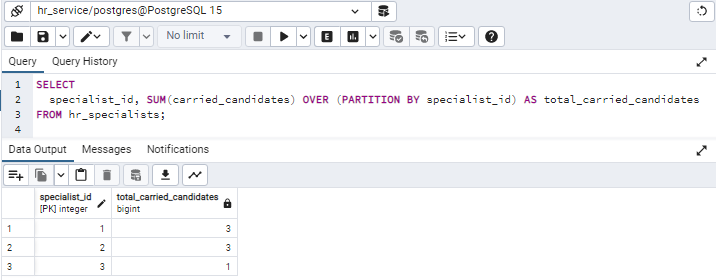 hr_service/postgres@PostgreSQL 15
No limit
E
Query Query History
1 SELECT
2 specialist_id, SUM(carried_candidates) OVER (PARTITION BY specialist_id) AS total_carried_candidates
3 FROM hr_specialists;
4
Data Output Messages Notifications
specialist_id total_carried_candidates
[PK] integer bigint
1 1 3
2 2 3
3 3 1